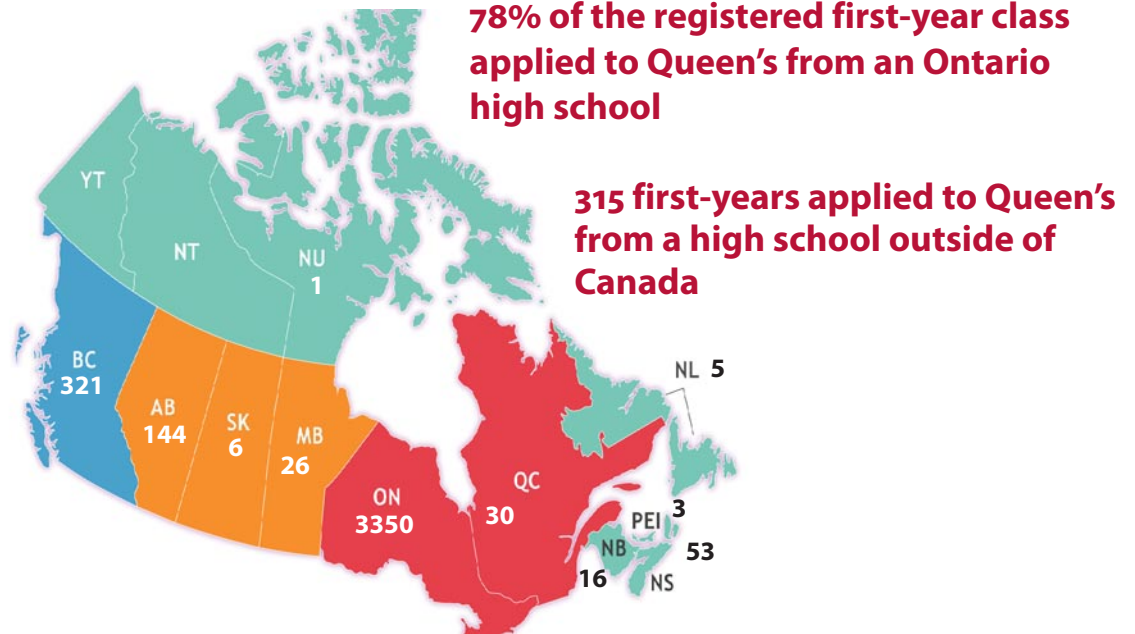 78% of the registered first-year class
applied to Queen’s from an Ontario
high school
315 first-years applied to Queen’s
from a high school outside of
Canada
YT
NT
NU
1
BC
321
AB
144
SK
6
MB
26
ON
3350
QC
30
NL 5
PEI 3
NB
16
53
NS